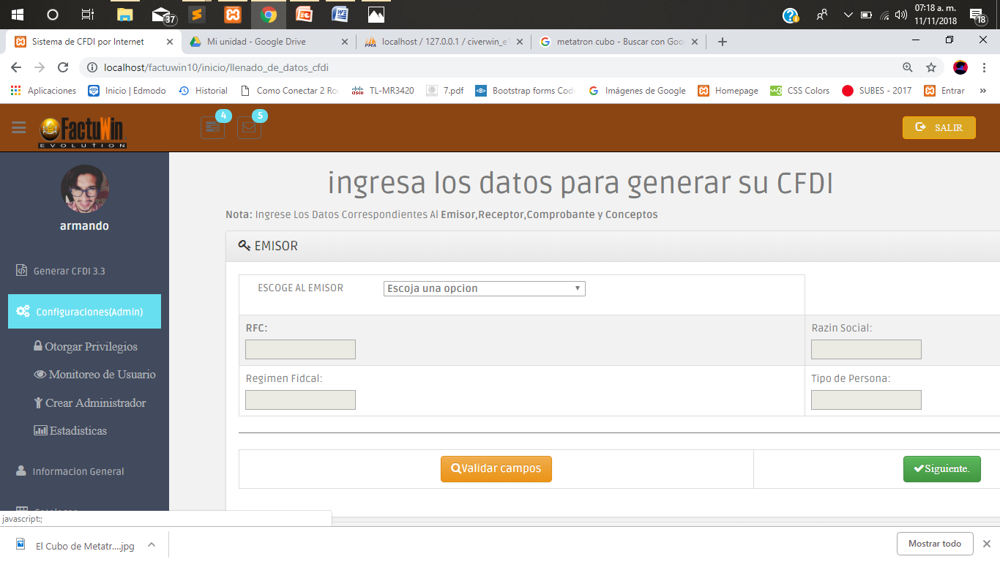 37
07:18 a. m.
11/11/2018
18
Sistema de CFDI por Internet
Mi unidad - Google Drive
localhost / 127.0.0.1 / civerwin_e
metatron cubo - Buscar con Goo
localhost/factuwin10/inicio/llenado_de_datos_cfdi
Aplicaciones
Inicio | Edmodo
Historial
Como Conectar 2 Ro
TL-MR3420
7.pdf
Bootstrap forms Cod
Imágenes de Google
Homepage
CSS Colors
SUBES - 2017
Entrar
»
FactuWin
EVOLUTION
4
5
SALIR
armando
Generar CFDI 3.3
Configuraciones(Admin)
Otorgar Privilegios
Monitoreo de Usuario
Crear Administrador
Estadisticas
Informacion General
ingresa los datos para generar su CFDI
Nota: Ingrese Los Datos Correspondientes Al Emisor,Receptor,Comprobante y Conceptos
EMISOR
ESCOGE AL EMISOR
Escoja una opcion
RFC:
Razin Social:
Regimen Fidcal:
Tipo de Persona:
Validar campos
Siguiente.
javascript:;
El Cubo de Metatr....jpg
Mostrar todo